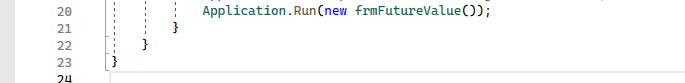 20 Application.Run(new frmFutureValue());
21 }
22 }
23 }
24